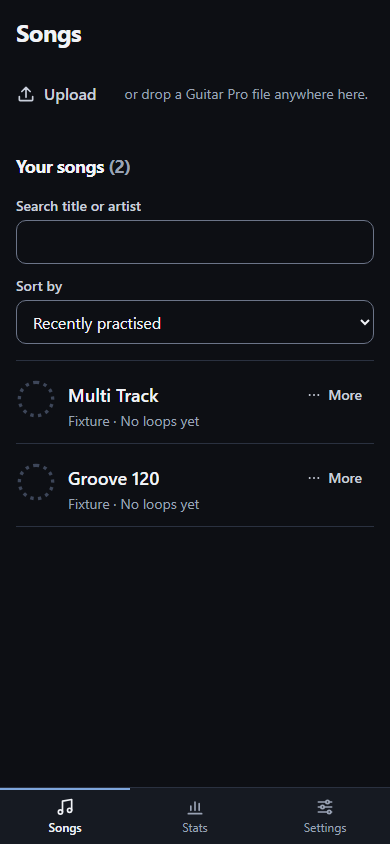 Songs
Upload or drop a Guitar Pro file anywhere here.
Your songs (2)
Search title or artist
Sort by
Recently practised
Multi Track ··· More
Fixture · No loops yet
Groove 120 ··· More
Fixture · No loops yet
Songs Stats Settings